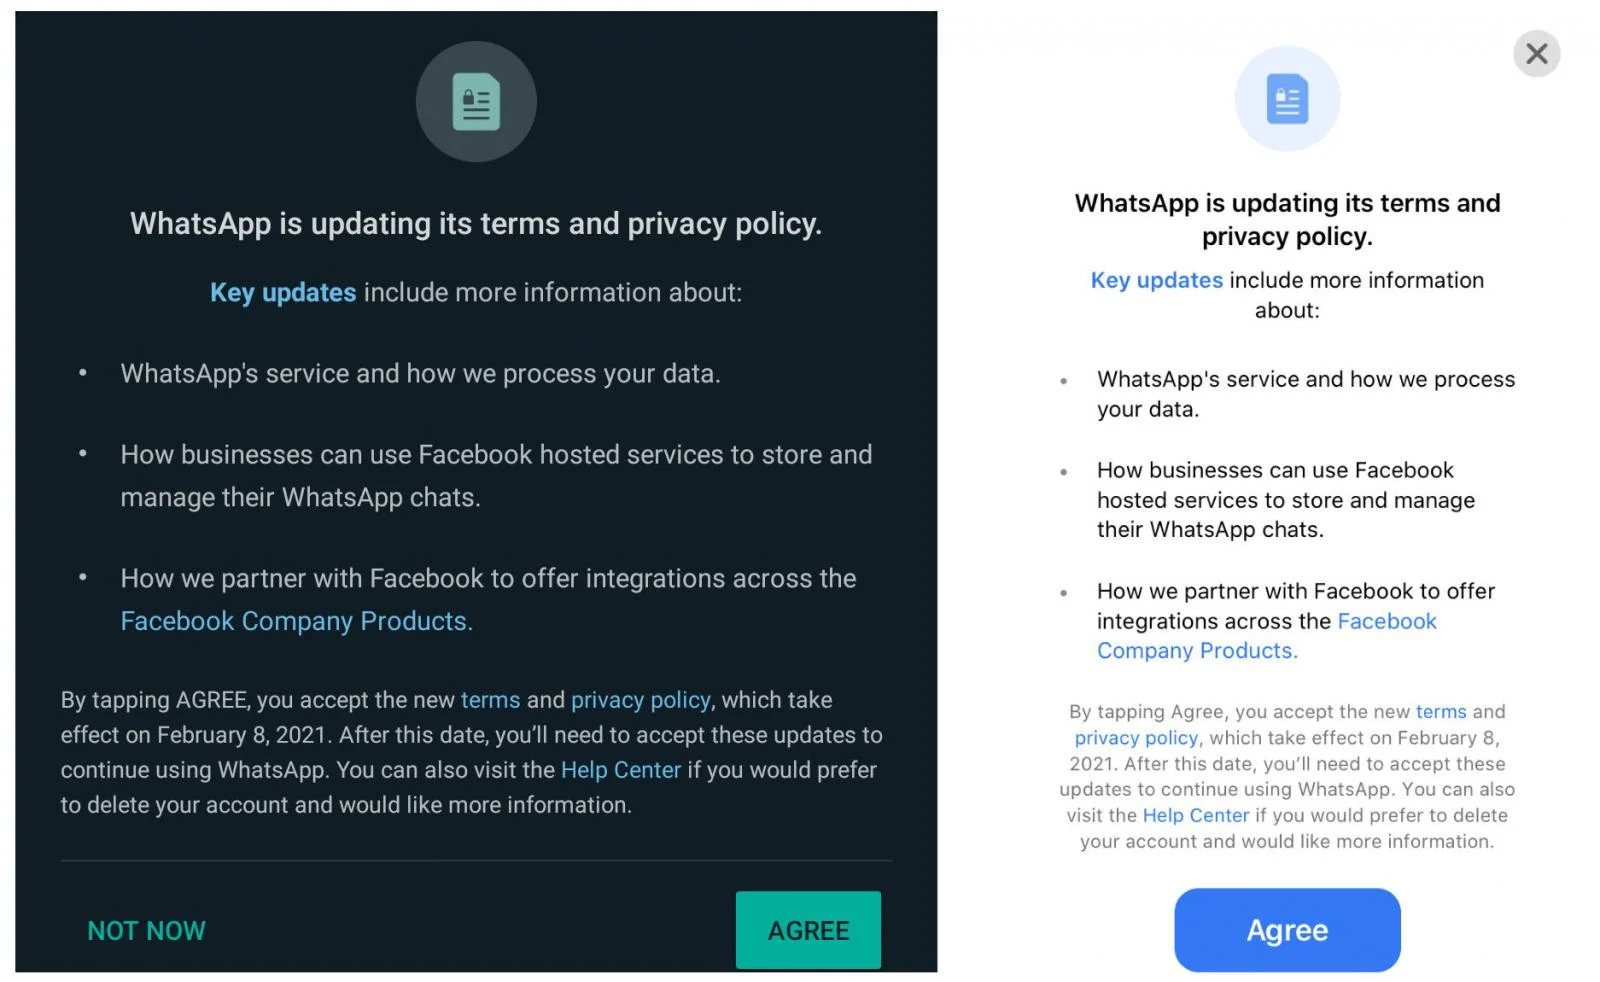 WhatsApp is updating its terms and privacy policy.
Key updates include more information about:
• WhatsApp's service and how we process your data.
• How businesses can use Facebook hosted services to store and
manage their WhatsApp chats.
• How we partner with Facebook to offer integrations across the
Facebook Company Products.
By tapping AGREE, you accept the new terms and privacy policy, which take
effect on February 8, 2021. After this date, you’ll need to accept these updates to
continue using WhatsApp. You can also visit the Help Center if you would prefer
to delete your account and would like more information.
NOT NOW
AGREE
WhatsApp is updating its terms and
privacy policy.
Key updates include more information
about:
• WhatsApp's service and how we process
your data.
• How businesses can use Facebook
hosted services to store and manage
their WhatsApp chats.
• How we partner with Facebook to offer
integrations across the Facebook
Company Products.
By tapping Agree, you accept the new terms and
privacy policy, which take effect on February 8,
2021. After this date, you’ll need to accept these
updates to continue using WhatsApp. You can also
visit the Help Center if you would prefer to delete
your account and would like more information.
Agree